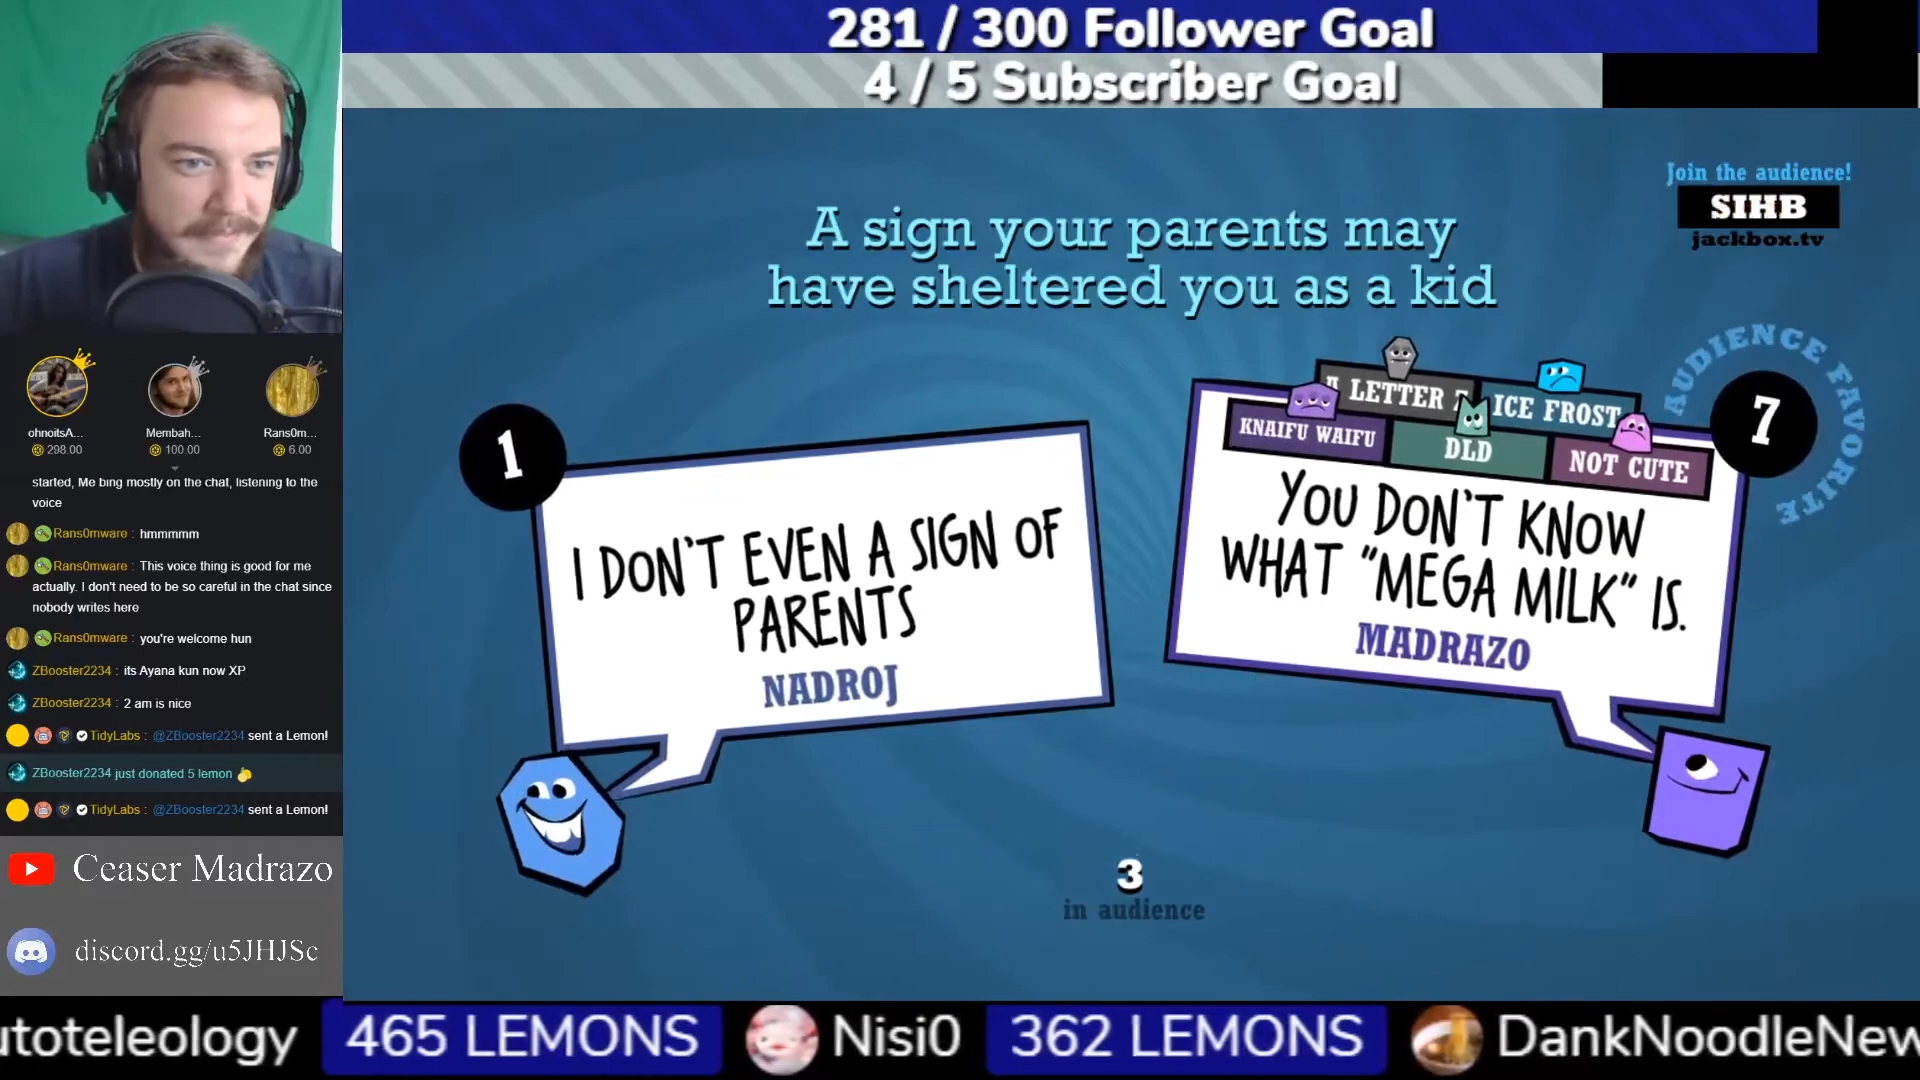 281 / 300 Follower Goal
4 / 5 Subscriber Goal
Join the audience!
SIHB
jackbox.tv
A sign your parents may
have sheltered you as a kid
AUDIENCE FAVORITE
1
I DON'T EVEN A SIGN OF
PARENTS
NADROJ
7
A LETTER
ICE FROST
KNAIFU WAIFU
DLD
NOT CUTE
YOU DON'T KNOW
WHAT "MEGA MILK" IS.
MADRAZO
3
in audience
ohnoitsA...
Membah...
Rans0m...
298.00
100.00
6.00
started, Me bing mostly on the chat, listening to the
voice
Rans0mware : hmmmmm
Rans0mware : This voice thing is good for me
actually. I don't need to be so careful in the chat since
nobody writes here
Rans0mware : you're welcome hun
ZBooster2234 : its Ayana kun now XP
ZBooster2234 : 2 am is nice
TidyLabs : @ZBooster2234 sent a Lemon!
ZBooster2234 just donated 5 lemon 🍋
TidyLabs : @ZBooster2234 sent a Lemon!
Ceaser Madrazo
discord.gg/u5JHJSc
utoteleology
465 LEMONS
Nisi0
362 LEMONS
DankNoodleNew